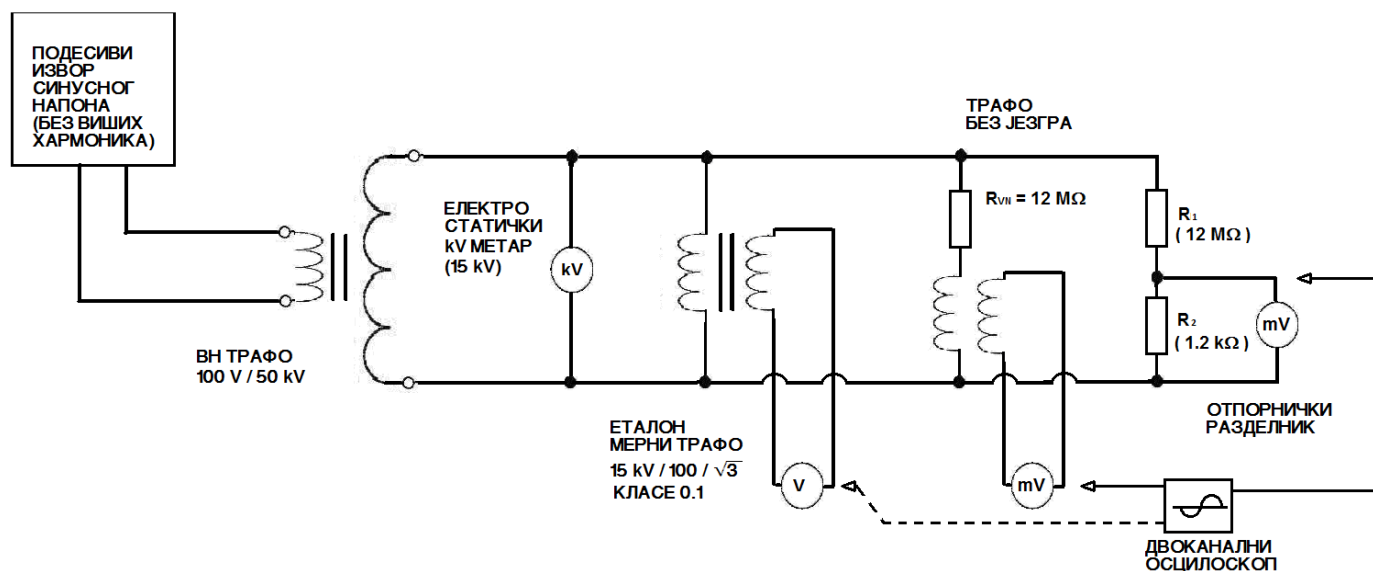 ПОДЕСИВИ
ИЗВОР
СИНУСНОГ
НАПОНА
(БЕЗ ВИШИХ
ХАРМОНИКА)
ВН ТРАФО
100 V / 50 kV
ЕЛЕКТРО
СТАТИЧКИ
kV МЕТАР
(15 kV)
kV
ЕТАЛОН
МЕРНИ ТРАФО
15 kV / 100 / √3
КЛАСЕ 0.1
V
ТРАФО
БЕЗ ЈЕЗГРА
RVN = 12 MΩ
mV
R1
( 12 MΩ )
R2
( 1.2 kΩ )
mV
ОТПОРНИЧКИ
РАЗДЕЛНИК
ДВОКАНАЛНИ
ОСЦИЛОСКОП